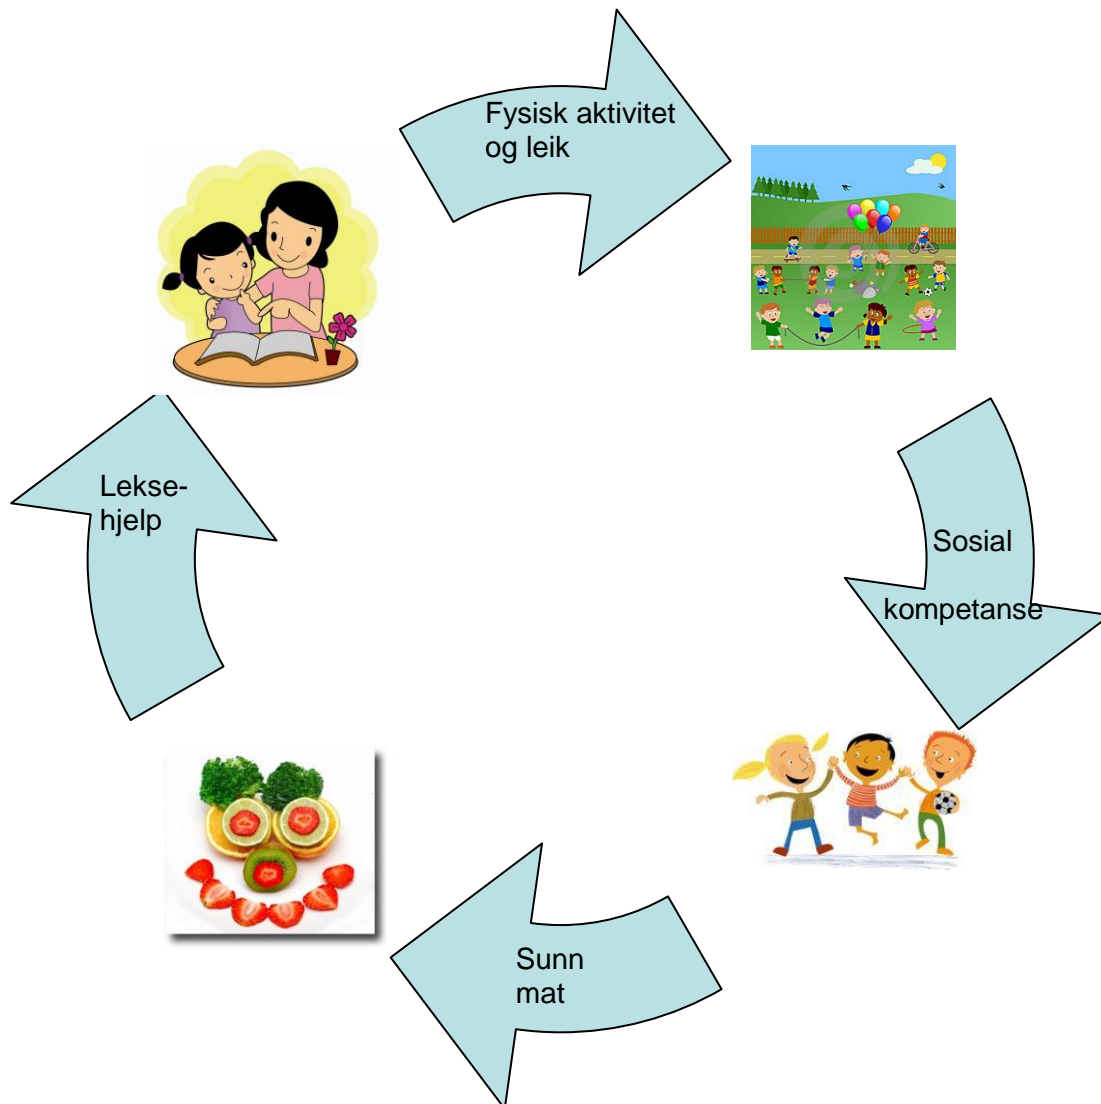 Fysisk aktivitet
og leik
Lekse-
hjelp
Sosial
kompetanse
Sunn
mat